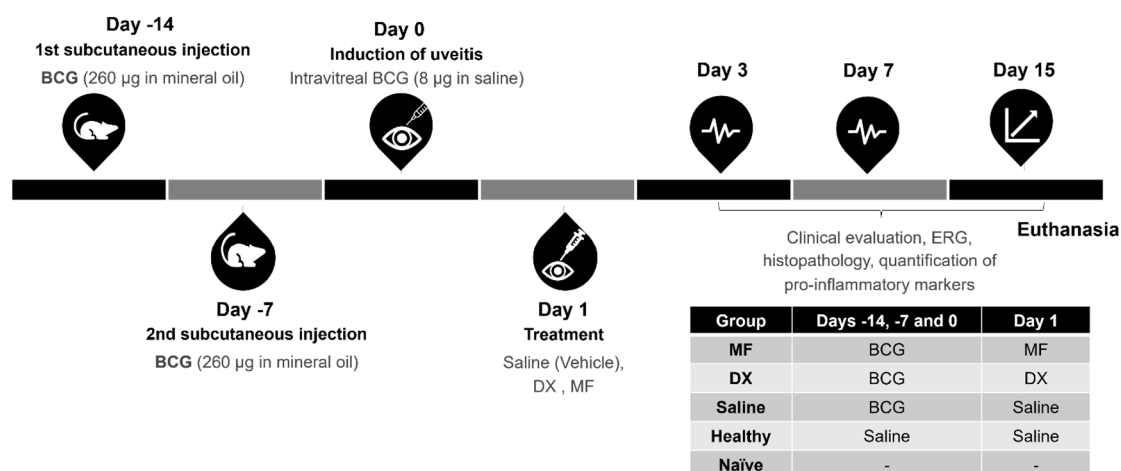 Day -14
1st subcutaneous injection
BCG (260 µg in mineral oil)
Day 0
Induction of uveitis
Intravitreal BCG (8 µg in saline)
Day 3
Day 7
Day 15
Day -7
2nd subcutaneous injection
BCG (260 µg in mineral oil)
Day 1
Treatment
Saline (Vehicle),
DX , MF
Euthanasia
Clinical evaluation, ERG,
histopathology, quantification of
pro-inflammatory markers
Group Days -14, -7 and 0 Day 1
MF BCG MF
DX BCG DX
Saline BCG Saline
Healthy Saline Saline
Naïve - -